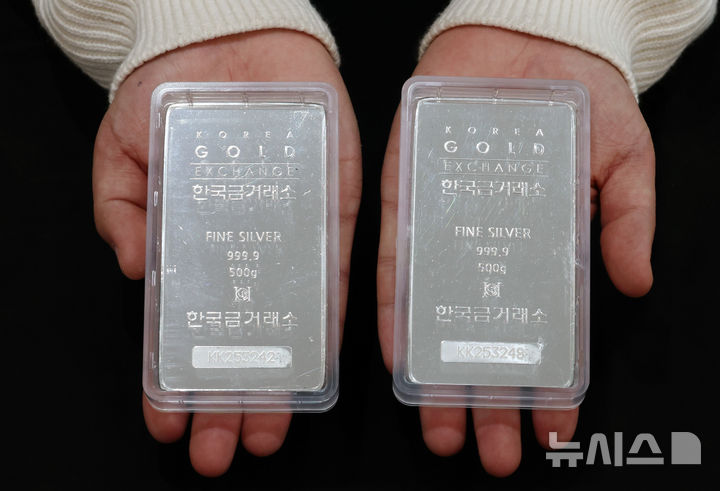 KOREA
GOLD
EXCHANGE
한국금거래소
FINE SILVER
999.9
500g
한국금거래소
KK2532421
KOREA
GOLD
EXCHANGE
한국금거래소
FINE SILVER
999.9
500g
한국금거래소
뉴시스